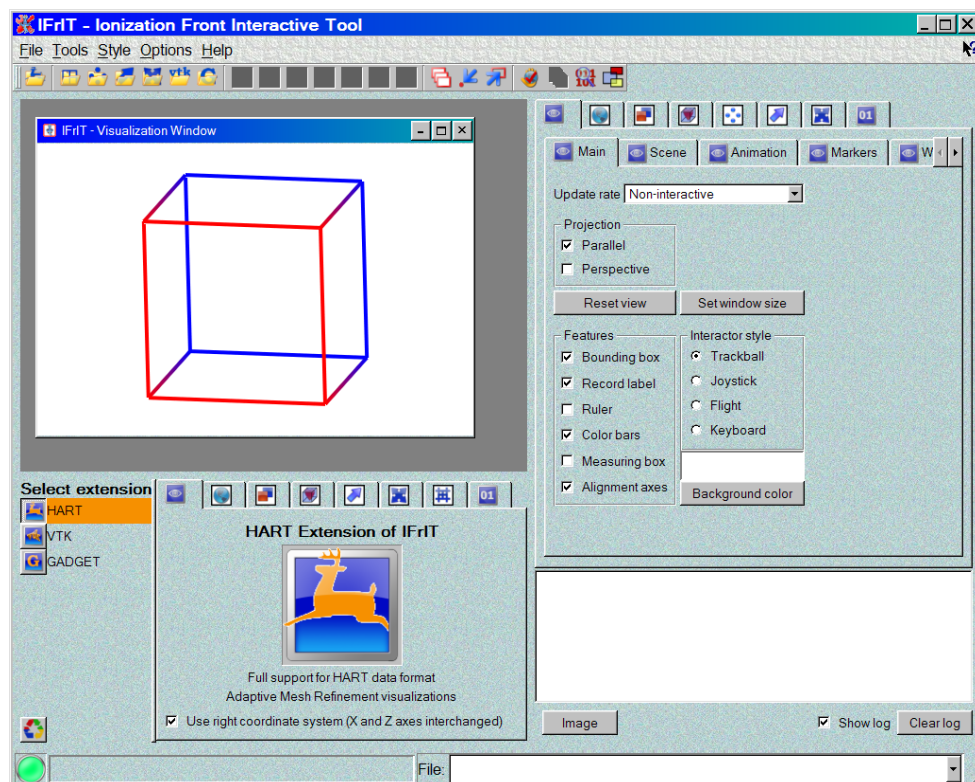 IFrIT - Ionization Front Interactive Tool
File Tools Style Options Help
vtk
IFrIT - Visualization Window
01
Main Scene Animation Markers W
Update rate Non-interactive
Projection
Parallel
Perspective
Reset view Set window size
Features
Bounding box
Record label
Ruler
Color bars
Measuring box
Alignment axes
Interactor style
Trackball
Joystick
Flight
Keyboard
Background color
Select extension
HART
VTK
G GADGET
01
HART Extension of IFrIT
Full support for HART data format
Adaptive Mesh Refinement visualizations
Use right coordinate system (X and Z axes interchanged)
Image Show log Clear log
File: